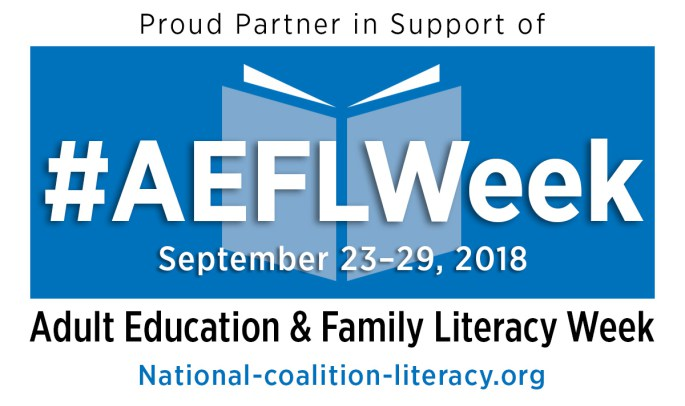 Proud Partner in Support of
#AEFLWeek
September 23–29, 2018
Adult Education & Family Literacy Week
National-coalition-literacy.org